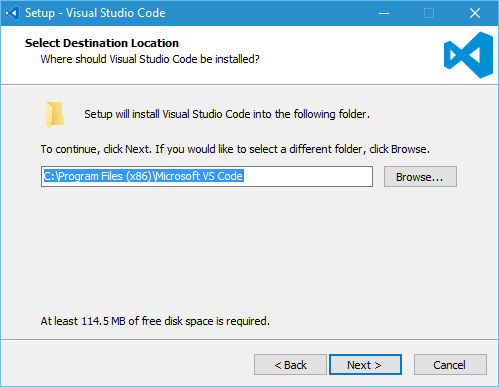 Setup - Visual Studio Code
Select Destination Location
Where should Visual Studio Code be installed?
Setup will install Visual Studio Code into the following folder.
To continue, click Next. If you would like to select a different folder, click Browse.
C:\Program Files (x86)\Microsoft VS Code
Browse...
At least 114.5 MB of free disk space is required.
< Back
Next >
Cancel